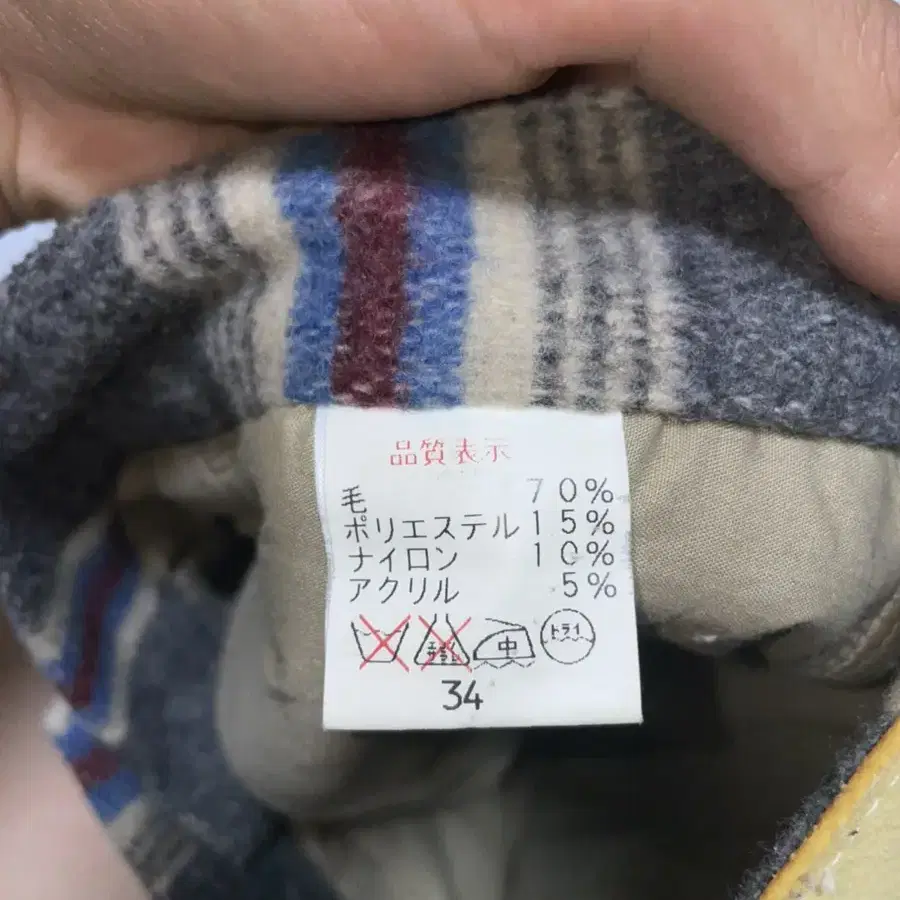 品質表示
毛 70%
ポリエステル 15%
ナイロン 10%
アクリル 5%
中 ドライ
34